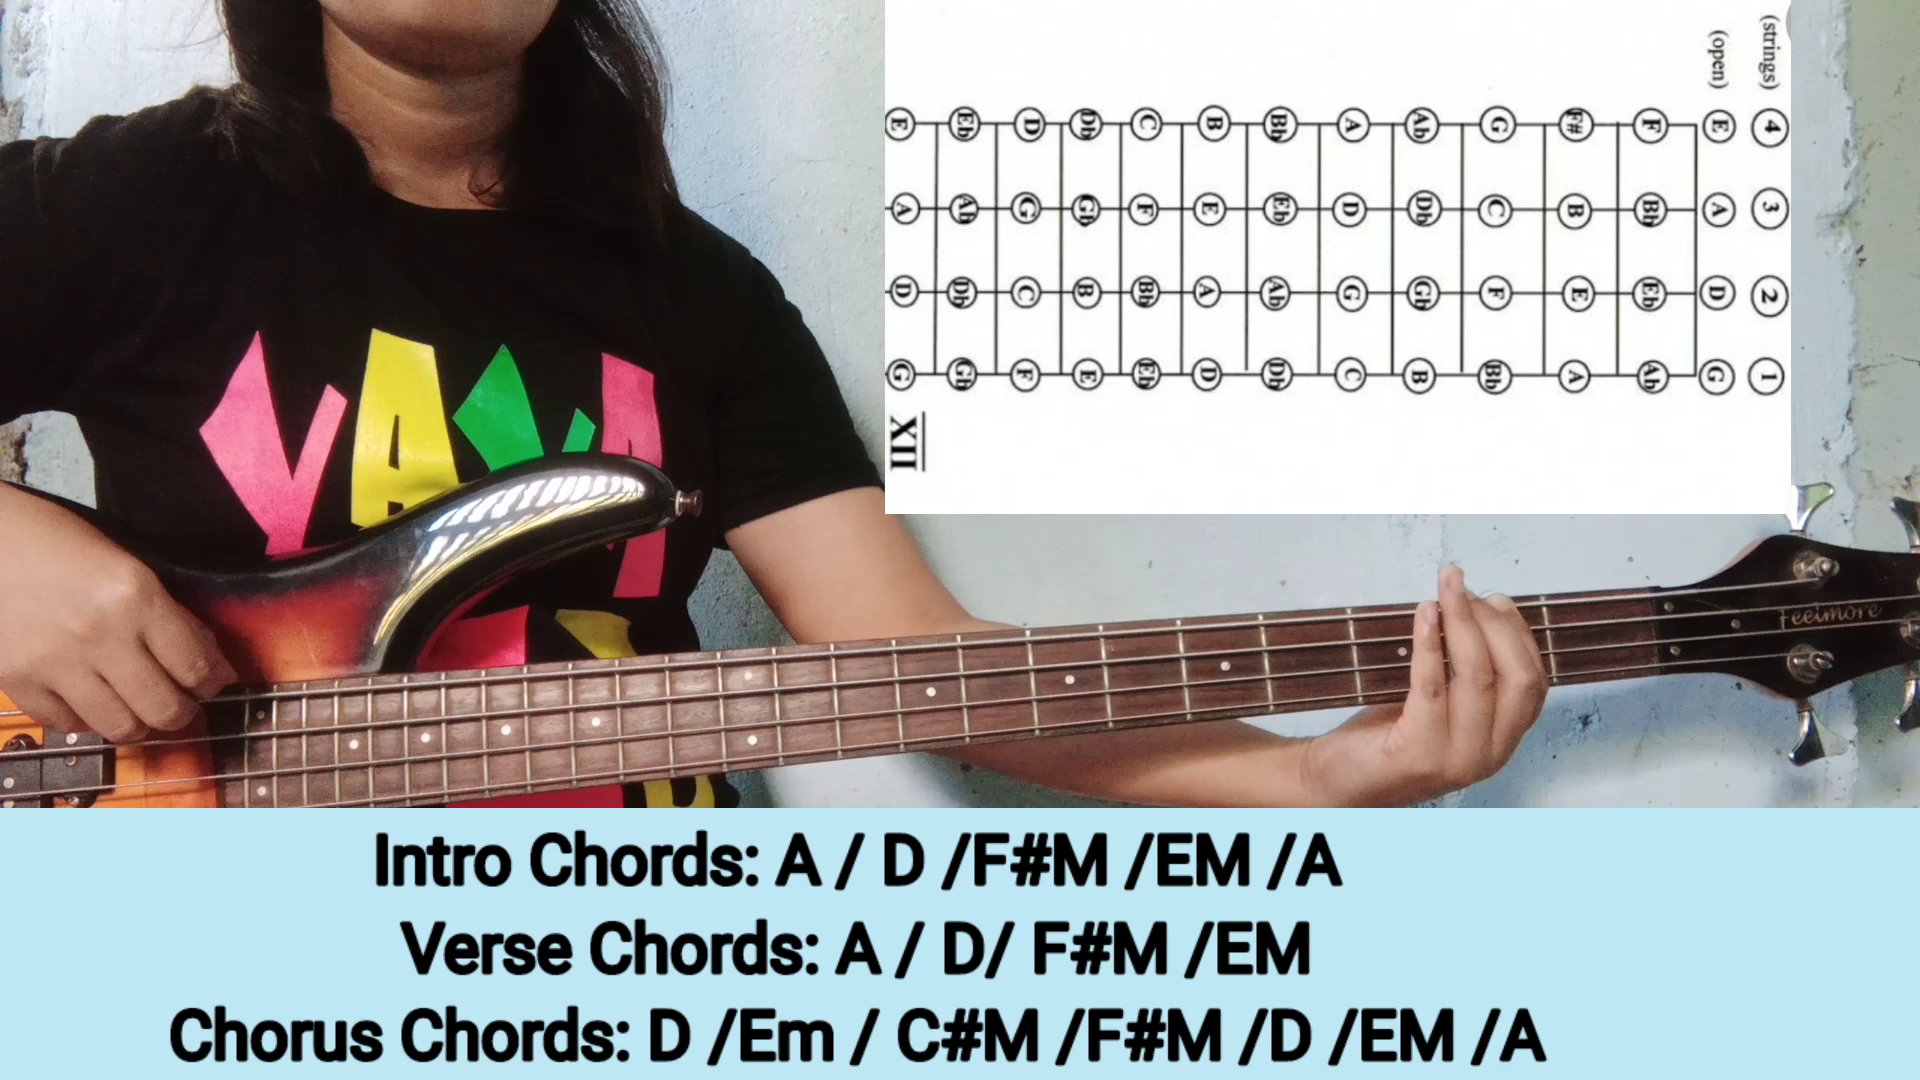 (strings) 4 3 2 1
(open) E A D G
F Bb Eb Ab
F# B E A
G C F Bb
Ab Db Gb B
A D G C
Bb Eb Ab Db
B E A D
C F Bb Eb
Db Gb B E
D G C F
Eb Ab Db Gb
E A D G XII
Feelmore
Intro Chords: A / D /F#M /EM /A
Verse Chords: A / D/ F#M /EM
Chorus Chords: D /Em / C#M /F#M /D /EM /A